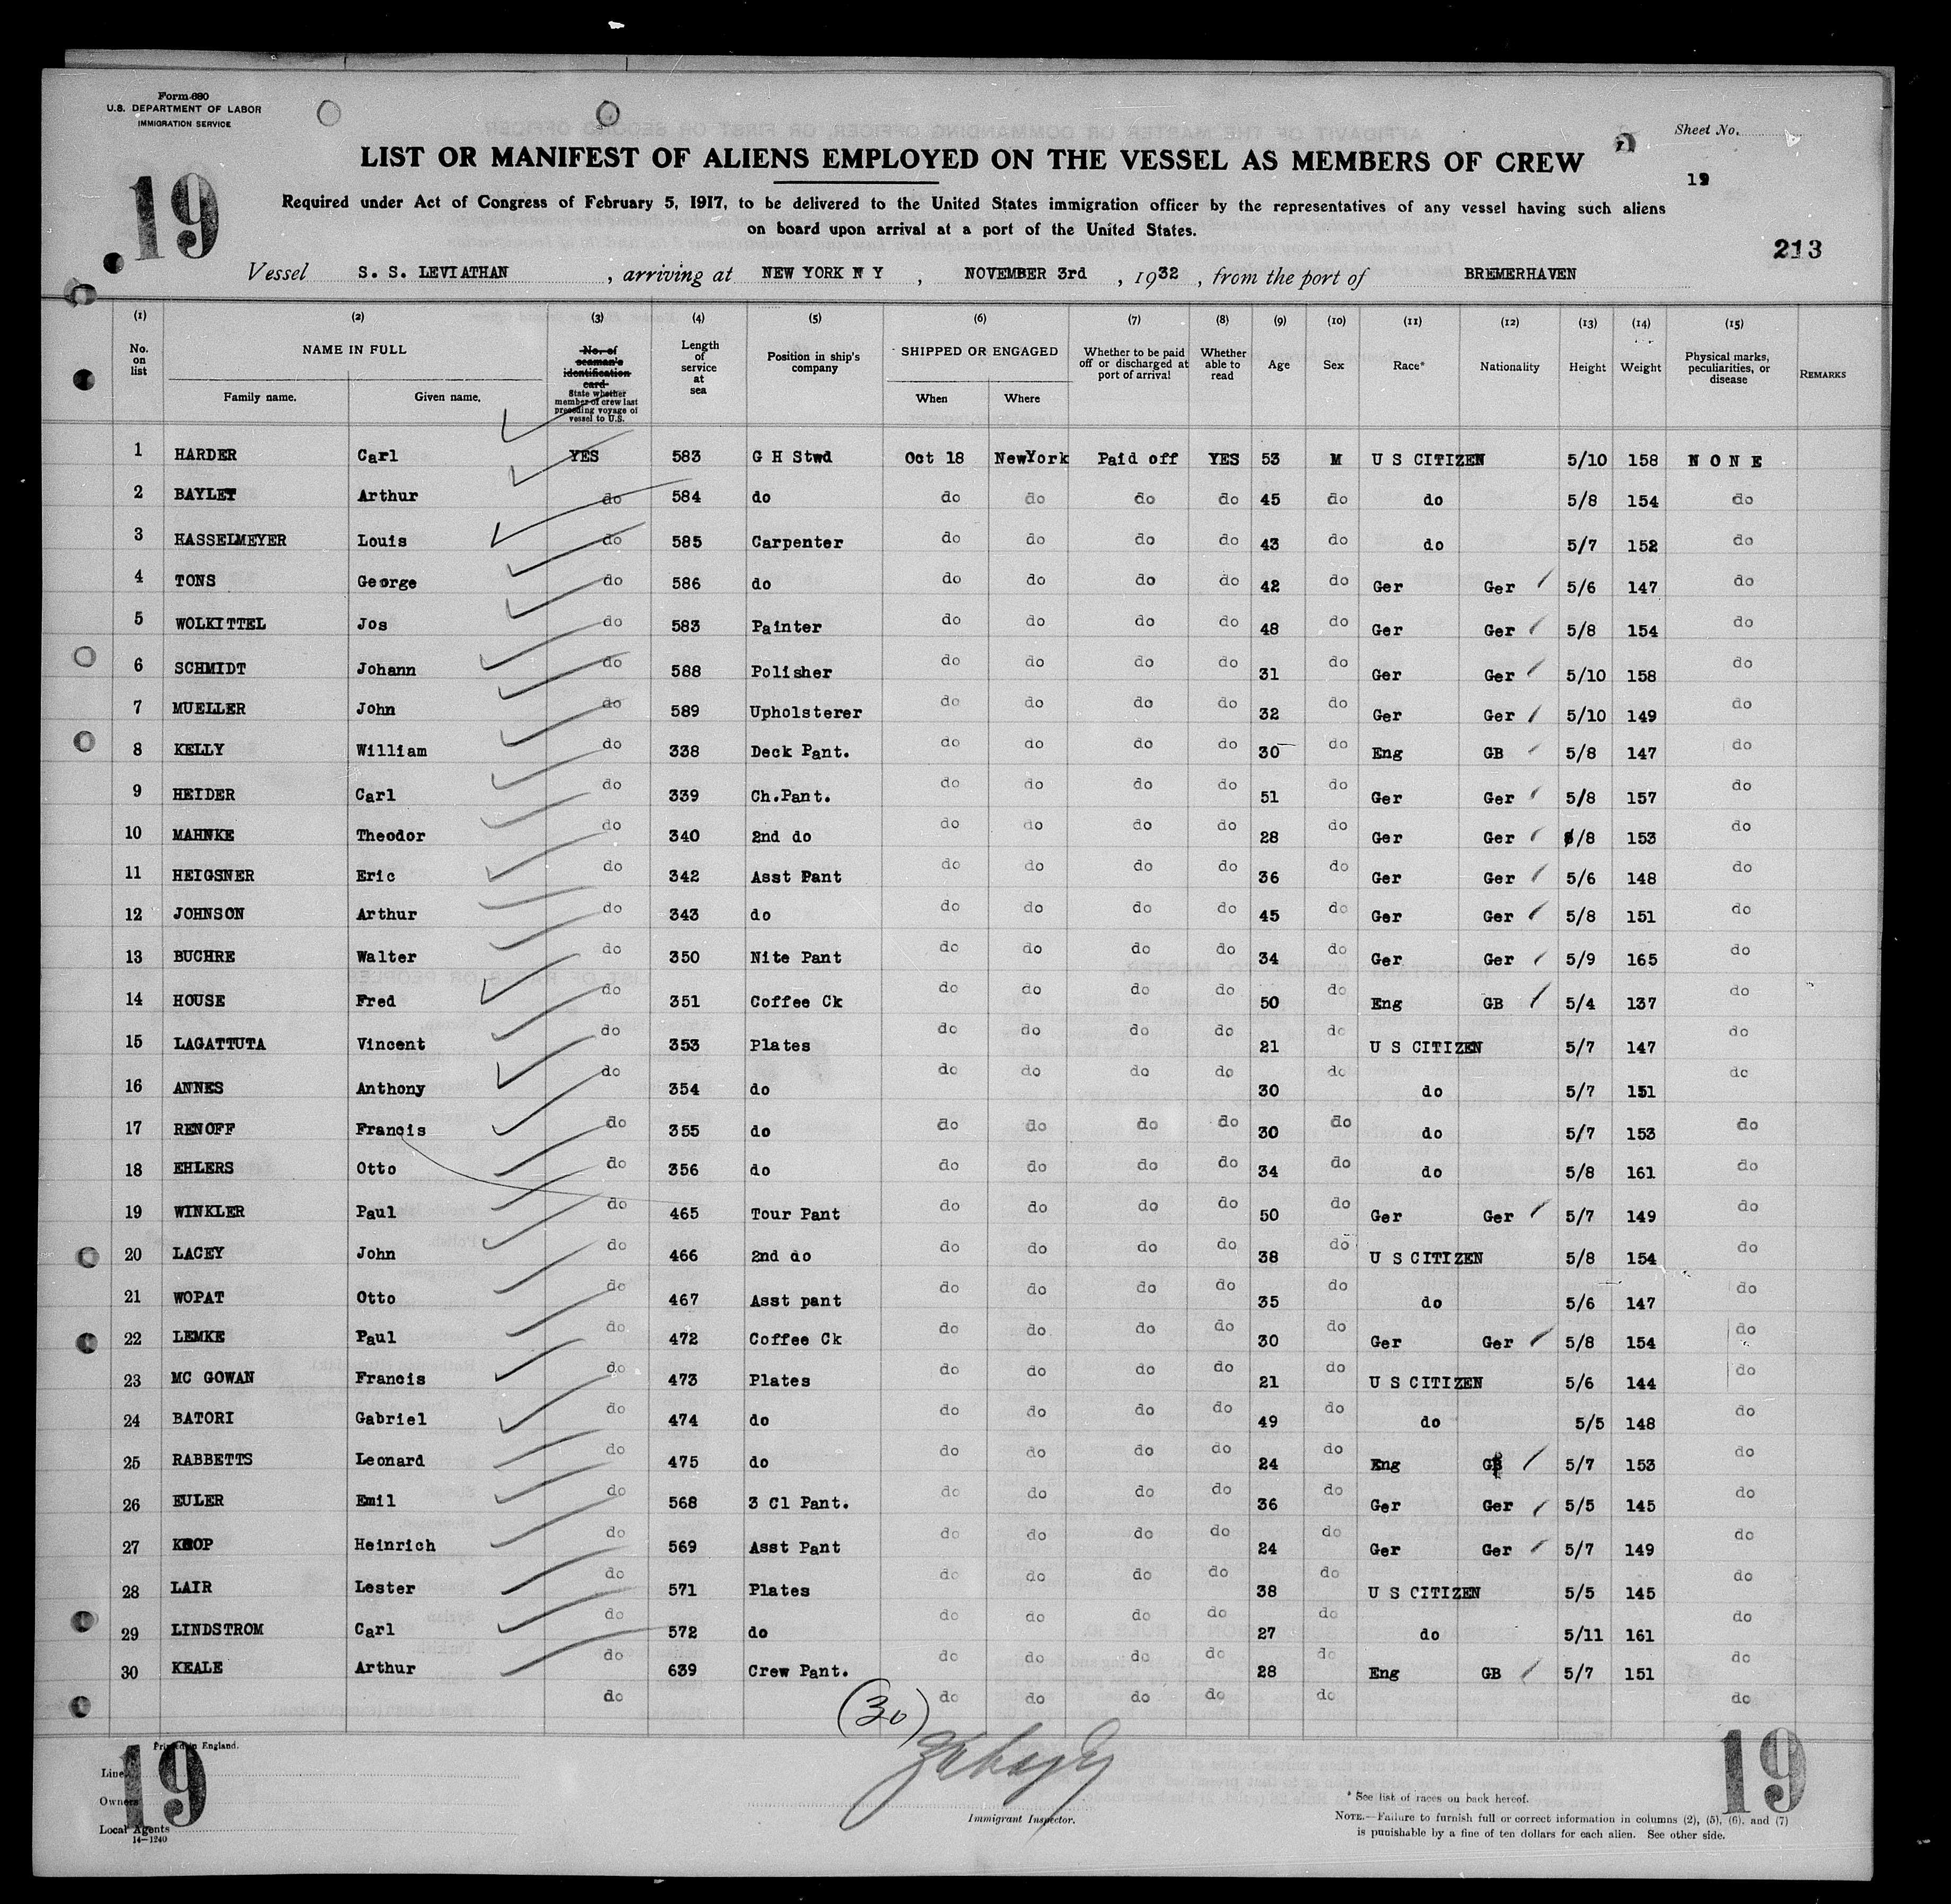 Form 680
U.S. DEPARTMENT OF LABOR
IMMIGRATION SERVICE
Sheet No.
19
LIST OR MANIFEST OF ALIENS EMPLOYED ON THE VESSEL AS MEMBERS OF CREW
19
Required under Act of Congress of February 5, 1917, to be delivered to the United States immigration officer by the representatives of any vessel having such aliens
on board upon arrival at a port of the United States.
213
Vessel S. S. LEVIATHAN , arriving at NEW YORK N Y , NOVEMBER 3rd , 1932 , from the port of BREMERHAVEN
(1) (2) (3) (4) (5) (6) (7) (8) (9) (10) (11) (12) (13) (14) (15)
No. on list NAME IN FULL Family name. Given name. No. of seaman's identification card State whether member of crew last preceding voyage of vessel to U.S. Length of service at sea Position in ship's company SHIPPED OR ENGAGED When Where Whether to be paid off or discharged at port of arrival Whether able to read Age Sex Race* Nationality Height Weight Physical marks, peculiarities, or disease REMARKS
1 HARDER Carl YES 583 G H Stwd Oct 18 NewYork Paid off YES 53 M U S CITIZEN 5/10 158 N O N E
2 BAYLEY Arthur do 584 do do do do do 45 do do 5/8 154 do
3 HASSELMEYER Louis do 585 Carpenter do do do do 43 do do 5/7 152 do
4 TONS George do 586 do do do do do 42 do Ger Ger 5/6 147 do
5 WOLKITTEL Jos do 583 Painter do do do do 48 do Ger Ger 5/8 154 do
6 SCHMIDT Johann do 588 Polisher do do do do 31 do Ger Ger 5/10 158 do
7 MUELLER John do 589 Upholsterer do do do do 32 do Ger Ger 5/10 149 do
8 KELLY William do 338 Deck Pant. do do do do 30 do Eng GB 5/8 147 do
9 HEIDER Carl do 339 Ch.Pant. do do do do 51 do Ger Ger 5/8 157 do
10 MAHNKE Theodor do 340 2nd do do do do do 28 do Ger Ger 5/8 153 do
11 HEIGSNER Eric do 342 Asst Pant do do do do 36 do Ger Ger 5/6 148 do
12 JOHNSON Arthur do 343 do do do do do 45 do Ger Ger 5/8 151 do
13 BUCHRE Walter do 350 Nite Pant do do do do 34 do Ger Ger 5/9 165 do
14 HOUSE Fred do 351 Coffee Ck do do do do 50 do Eng GB 5/4 137 do
15 LAGATTUTA Vincent do 353 Plates do do do do 21 do U S CITIZEN 5/7 147 do
16 ANNES Anthony do 354 do do do do do 30 do do 5/7 151 do
17 RENOFF Francis do 355 do do do do do 30 do do 5/7 153 do
18 EHLERS Otto do 356 do do do do do 34 do do 5/8 161 do
19 WINKLER Paul do 465 Tour Pant do do do do 50 do Ger Ger 5/7 149 do
20 LACEY John do 466 2nd do do do do do 38 do U S CITIZEN 5/8 154 do
21 WOPAT Otto do 467 Asst pant do do do do 35 do do 5/6 147 do
22 LEMKE Paul do 472 Coffee Ck do do do do 30 do Ger Ger 5/8 154 do
23 MC GOWAN Francis do 473 Plates do do do do 21 do U S CITIZEN 5/6 144 do
24 BATORI Gabriel do 474 do do do do do 49 do do 5/5 148 do
25 RABBETTS Leonard do 475 do do do do do 24 do Eng GB 5/7 153 do
26 EULER Emil do 568 3 Cl Pant. do do do do 36 do Ger Ger 5/5 145 do
27 KROP Heinrich do 569 Asst Pant do do do do 24 do Ger Ger 5/7 149 do
28 LAIR Lester do 571 Plates do do do do 38 do U S CITIZEN 5/5 145 do
29 LINDSTROM Carl do 572 do do do do do 27 do do 5/11 161 do
30 KEALE Arthur do 639 Crew Pant. do do do do 28 do Eng GB 5/7 151 do
do do do do do do do
(30)
Printed in England.
19
19
Line
Owners
Local Agents
14—1240
Immigrant Inspector.
* See list of races on back hereof.
NOTE.—Failure to furnish full or correct information in columns (2), (5), (6), and (7)
is punishable by a fine of ten dollars for each alien. See other side.